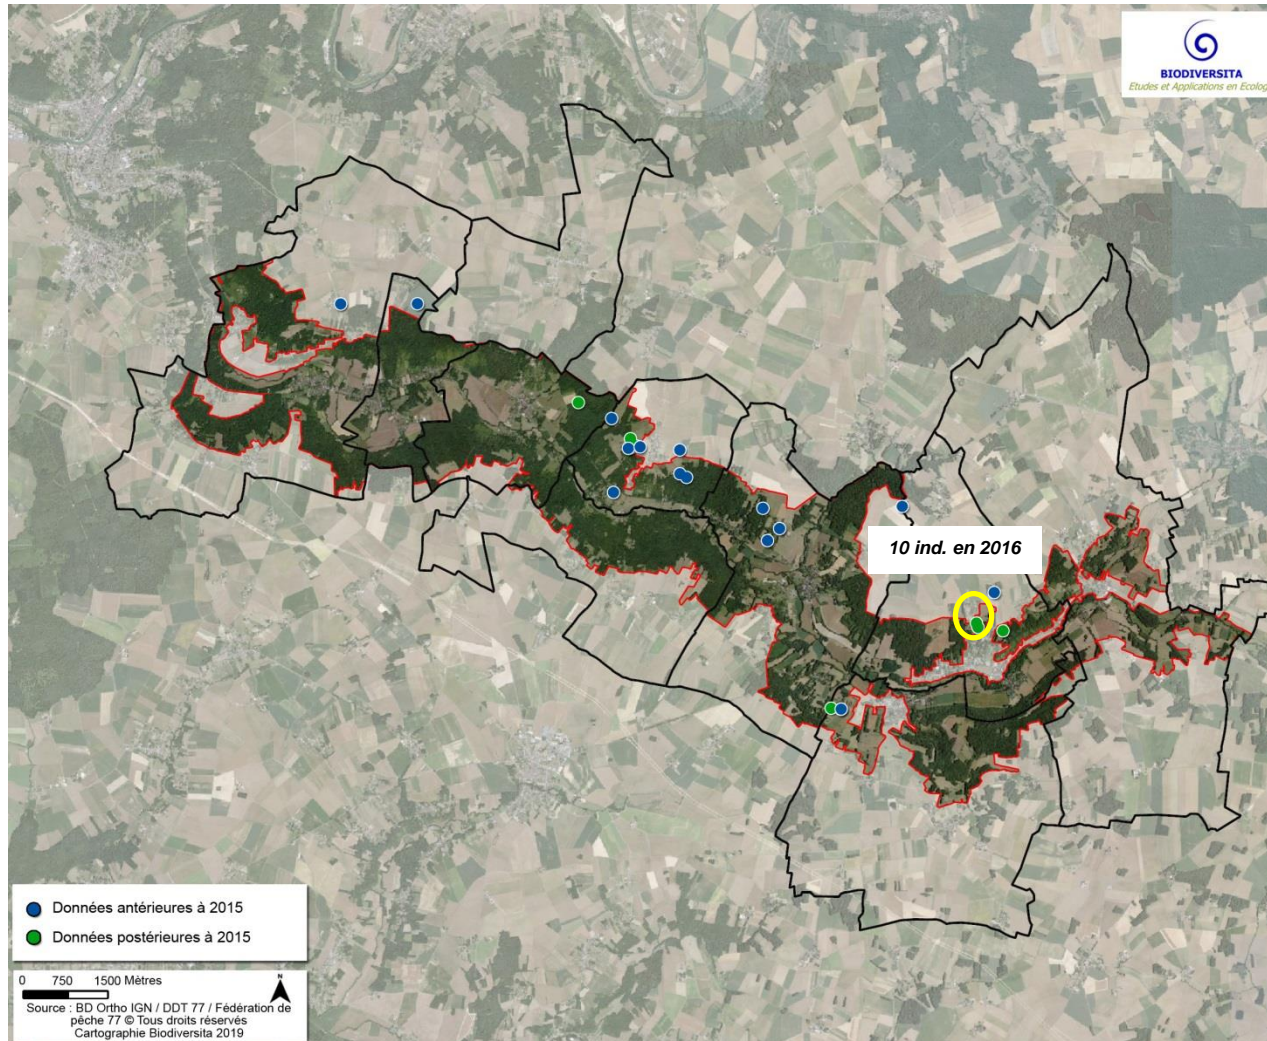 BIODIVERSITA
Etudes et Applications en Ecolog
10 ind. en 2016
Données antérieures à 2015
Données postérieures à 2015
0 750 1500 Mètres
N
Source : BD Ortho IGN / DDT 77 / Fédération de
pêche 77 © Tous droits réservés
Cartographie Biodiversita 2019